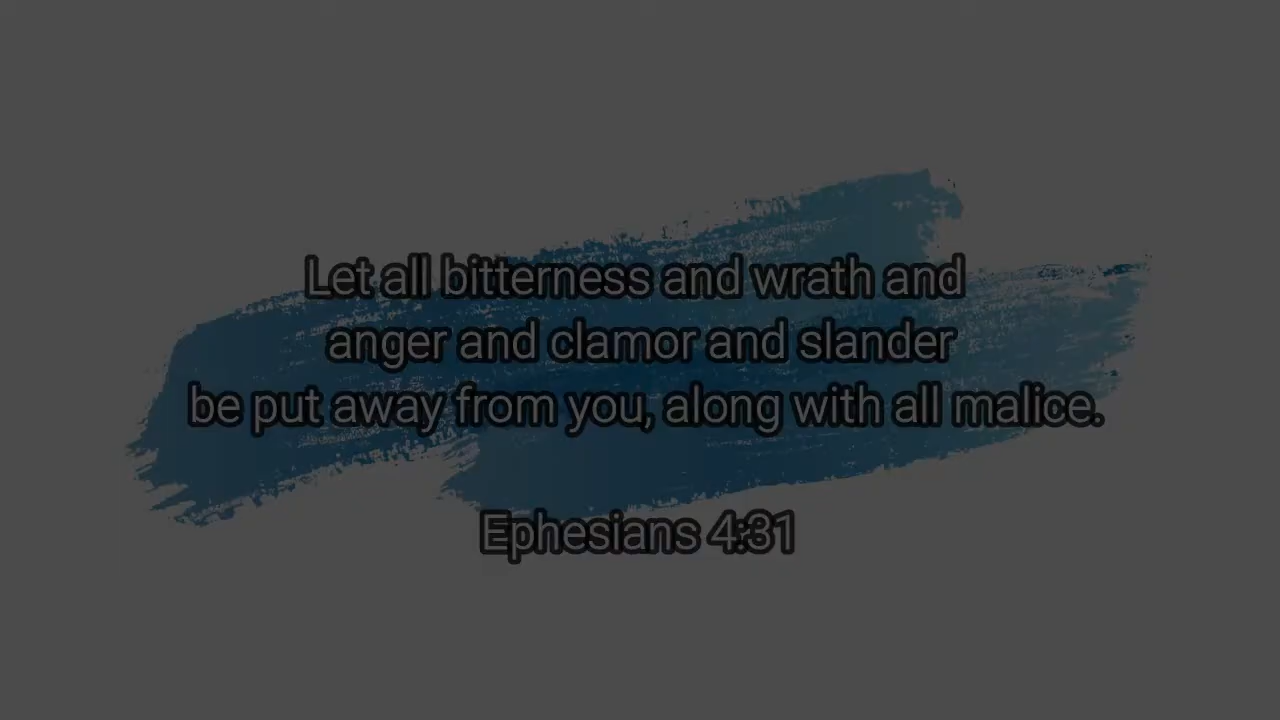 Let all bitterness and wrath and
anger and clamor and slander
be put away from you, along with all malice.
Ephesians 4:31